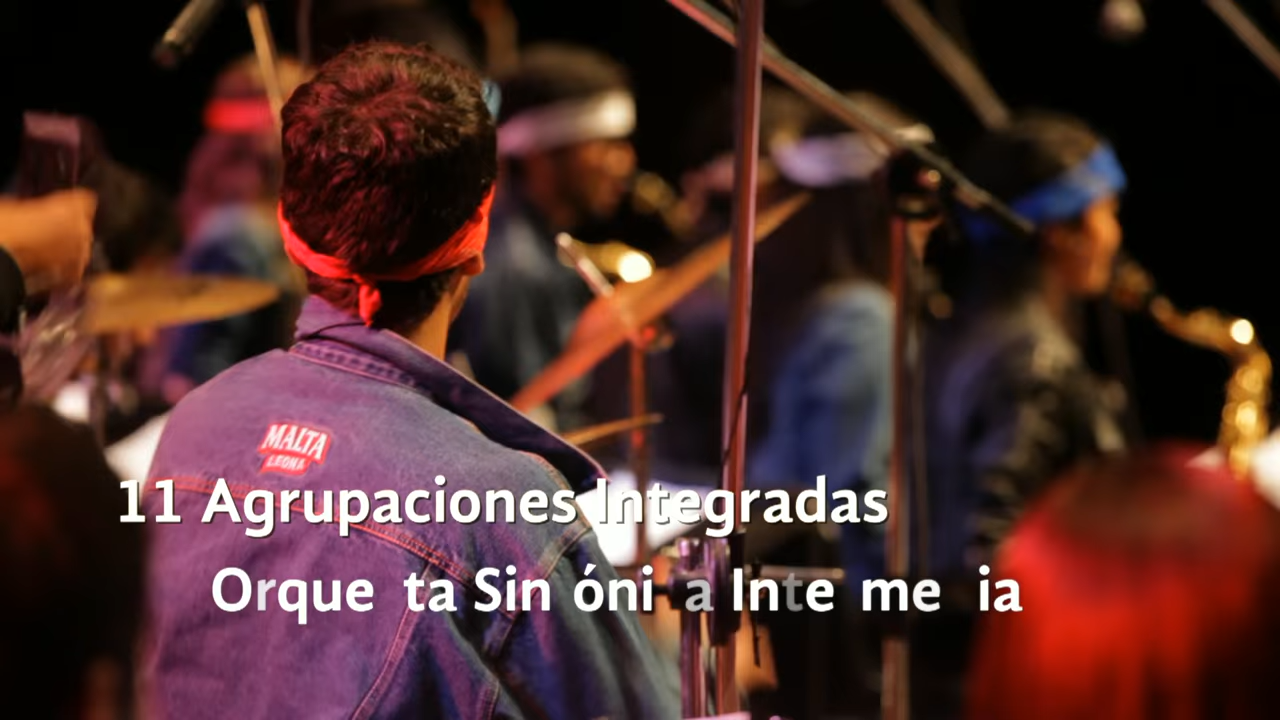 MALTA
LEONA
11 Agrupaciones Integradas
Orque ta Sin óni a Inte me ia